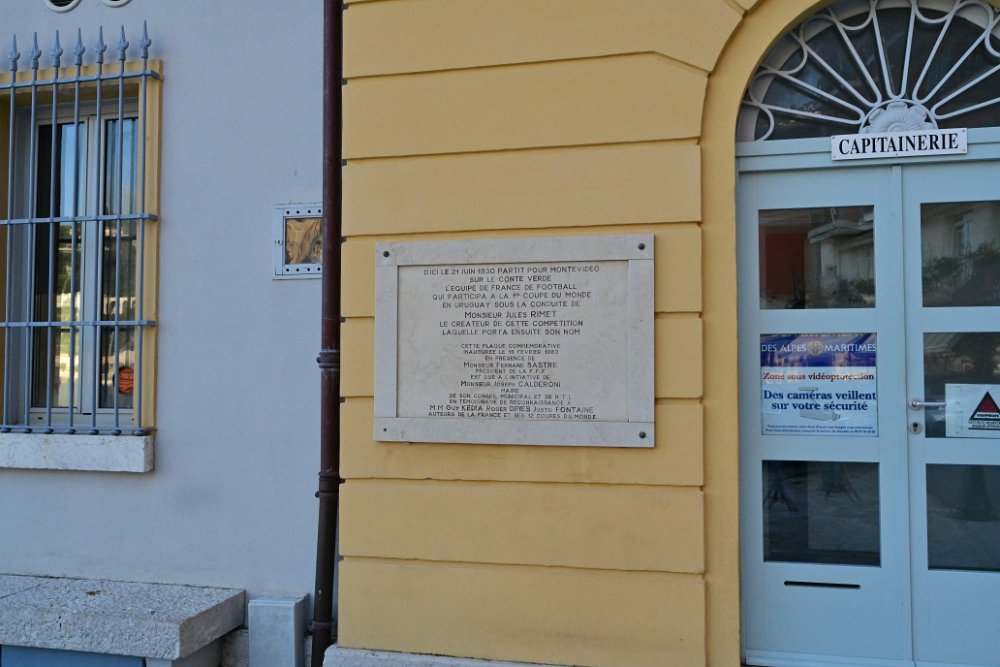 D'ICI LE 21 JUIN 1930 PARTIT POUR MONTEVIDEO
SUR LE CONTE VERDE
L'EQUIPE DE FRANCE DE FOOTBALL
QUI PARTICIPA A LA 1re COUPE DU MONDE
EN URUGUAY SOUS LA CONDUITE DE
MONSIEUR JULES RIMET
LE CREATEUR DE CETTE COMPETITION
LAQUELLE PORTA ENSUITE SON NOM
CETTE PLAQUE COMMEMORATIVE
INAUGUREE LE 19 FEVRIER 1983
EN PRESENCE DE
MONSIEUR FERNAND SASTRE
PRESIDENT DE LA F.F.F
EST DUE A L'INITIATIVE DE
MONSIEUR JOSEPH CALDERONI
MAIRE
DE SON CONSEIL MUNICIPAL ET DE R.T.L
EN TEMOIGNAGE DE RECONNAISSANCE A
M M GUY KÉDIA ROGER DRIES JUSTE FONTAINE
AUTEURS DE LA FRANCE ET SES 12 COUPES DU MONDE
CAPITAINERIE
DES ALPES MARITIMES
Zone sous vidéoprotection
Des caméras veillent
sur votre sécurité